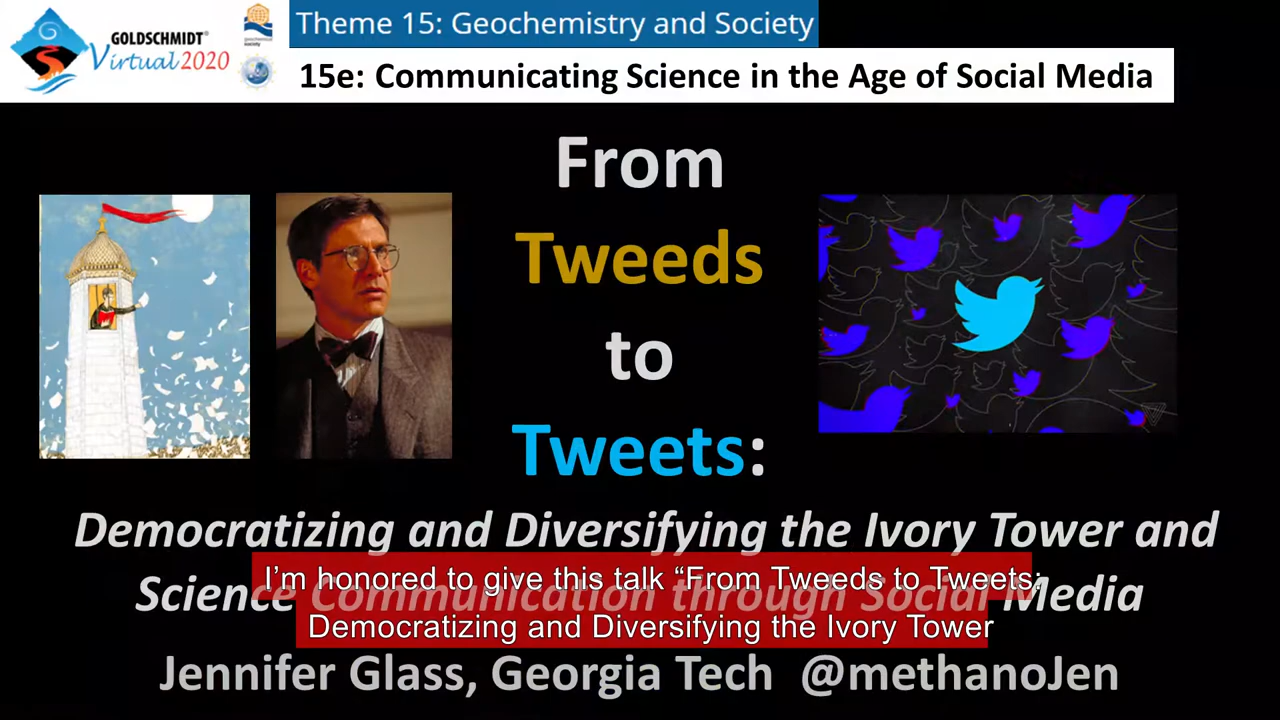 GOLDSCHMIDT®
Virtual 2020
Theme 15: Geochemistry and Society
15e: Communicating Science in the Age of Social Media
From
Tweeds
to
Tweets:
Democratizing and Diversifying the Ivory Tower and
Science Communication through Social Media
I'm honored to give this talk “From Tweeds to Tweets:
Democratizing and Diversifying the Ivory Tower
Jennifer Glass, Georgia Tech @methanoJen